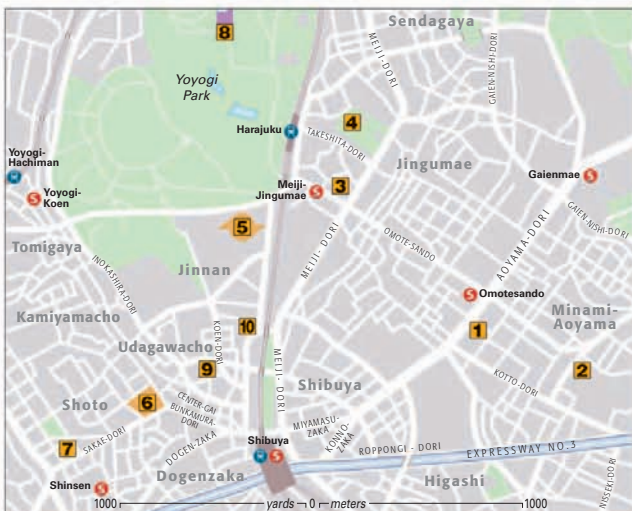 Sendagaya
8
MEIJI-DORI
GAIEN-NISHI-DORI
Yoyogi
Park
4
Harajuku
TAKESHITA-DORI
Jingumae
Yoyogi-
Hachiman
Gaienmae
S
Meiji-
Jingumae
S
3
S
Yoyogi-
Koen
GAIEN-NISHI-DORI
5
OMOTE-SANDO
AOYAMA-DORI
Tomigaya
MEIJI-DORI
INOKASHIRA-DORI
Jinnan
S
Omotesando
Kamiyamacho
Minami-
Aoyama
10
1
KOEN-DORI
Udagawacho
MEIJI-DORI
9
2
KOTTO-DORI
Shibuya
Shoto
6
CENTER-GAI
BUNKAMURA-
DORI
MIYAMASU-
ZAKA
KONNO-
ZAKA
SAKAE-DORI
DOGEN-ZAKA
7
Shibuya
S
ROPPONGI - DORI
EXPRESSWAY NO.3
Dogenzaka
Higashi
NISSEKI-DORI
Shinsen
S
1000
yards
0
meters
1000